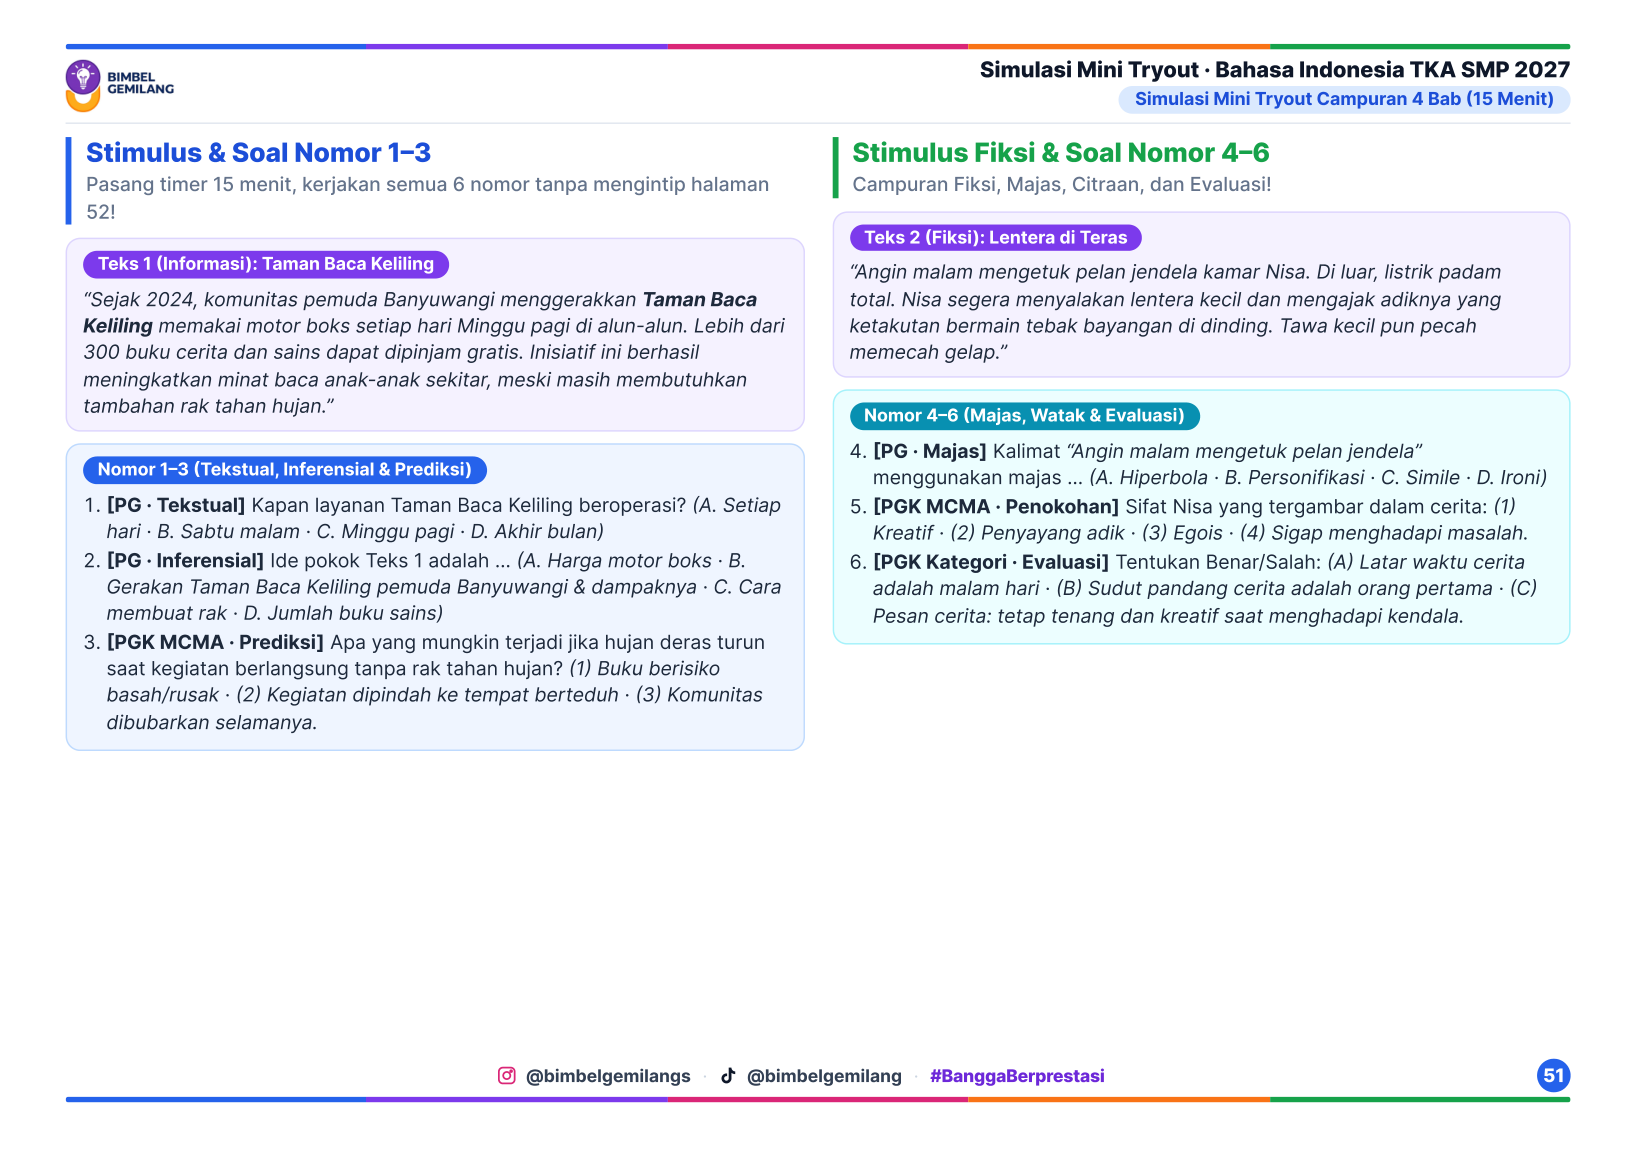 BIMBEL
GEMILANG
Simulasi Mini Tryout · Bahasa Indonesia TKA SMP 2027
Simulasi Mini Tryout Campuran 4 Bab (15 Menit)
Stimulus & Soal Nomor 1–3
Pasang timer 15 menit, kerjakan semua 6 nomor tanpa mengintip halaman
52!
Teks 1 (Informasi): Taman Baca Keliling
“Sejak 2024, komunitas pemuda Banyuwangi menggerakkan Taman Baca
Keliling memakai motor boks setiap hari Minggu pagi di alun-alun. Lebih dari
300 buku cerita dan sains dapat dipinjam gratis. Inisiatif ini berhasil
meningkatkan minat baca anak-anak sekitar, meski masih membutuhkan
tambahan rak tahan hujan.”
Nomor 1–3 (Tekstual, Inferensial & Prediksi)
1. [PG · Tekstual] Kapan layanan Taman Baca Keliling beroperasi? (A. Setiap
hari · B. Sabtu malam · C. Minggu pagi · D. Akhir bulan)
2. [PG · Inferensial] Ide pokok Teks 1 adalah ... (A. Harga motor boks · B.
Gerakan Taman Baca Keliling pemuda Banyuwangi & dampaknya · C. Cara
membuat rak · D. Jumlah buku sains)
3. [PGK MCMA · Prediksi] Apa yang mungkin terjadi jika hujan deras turun
saat kegiatan berlangsung tanpa rak tahan hujan? (1) Buku berisiko
basah/rusak · (2) Kegiatan dipindah ke tempat berteduh · (3) Komunitas
dibubarkan selamanya.
Stimulus Fiksi & Soal Nomor 4–6
Campuran Fiksi, Majas, Citraan, dan Evaluasi!
Teks 2 (Fiksi): Lentera di Teras
“Angin malam mengetuk pelan jendela kamar Nisa. Di luar, listrik padam
total. Nisa segera menyalakan lentera kecil dan mengajak adiknya yang
ketakutan bermain tebak bayangan di dinding. Tawa kecil pun pecah
memecah gelap.”
Nomor 4–6 (Majas, Watak & Evaluasi)
4. [PG · Majas] Kalimat “Angin malam mengetuk pelan jendela”
menggunakan majas ... (A. Hiperbola · B. Personifikasi · C. Simile · D. Ironi)
5. [PGK MCMA · Penokohan] Sifat Nisa yang tergambar dalam cerita: (1)
Kreatif · (2) Penyayang adik · (3) Egois · (4) Sigap menghadapi masalah.
6. [PGK Kategori · Evaluasi] Tentukan Benar/Salah: (A) Latar waktu cerita
adalah malam hari · (B) Sudut pandang cerita adalah orang pertama · (C)
Pesan cerita: tetap tenang dan kreatif saat menghadapi kendala.
@bimbelgemilangs · @bimbelgemilang · #BanggaBerprestasi
51